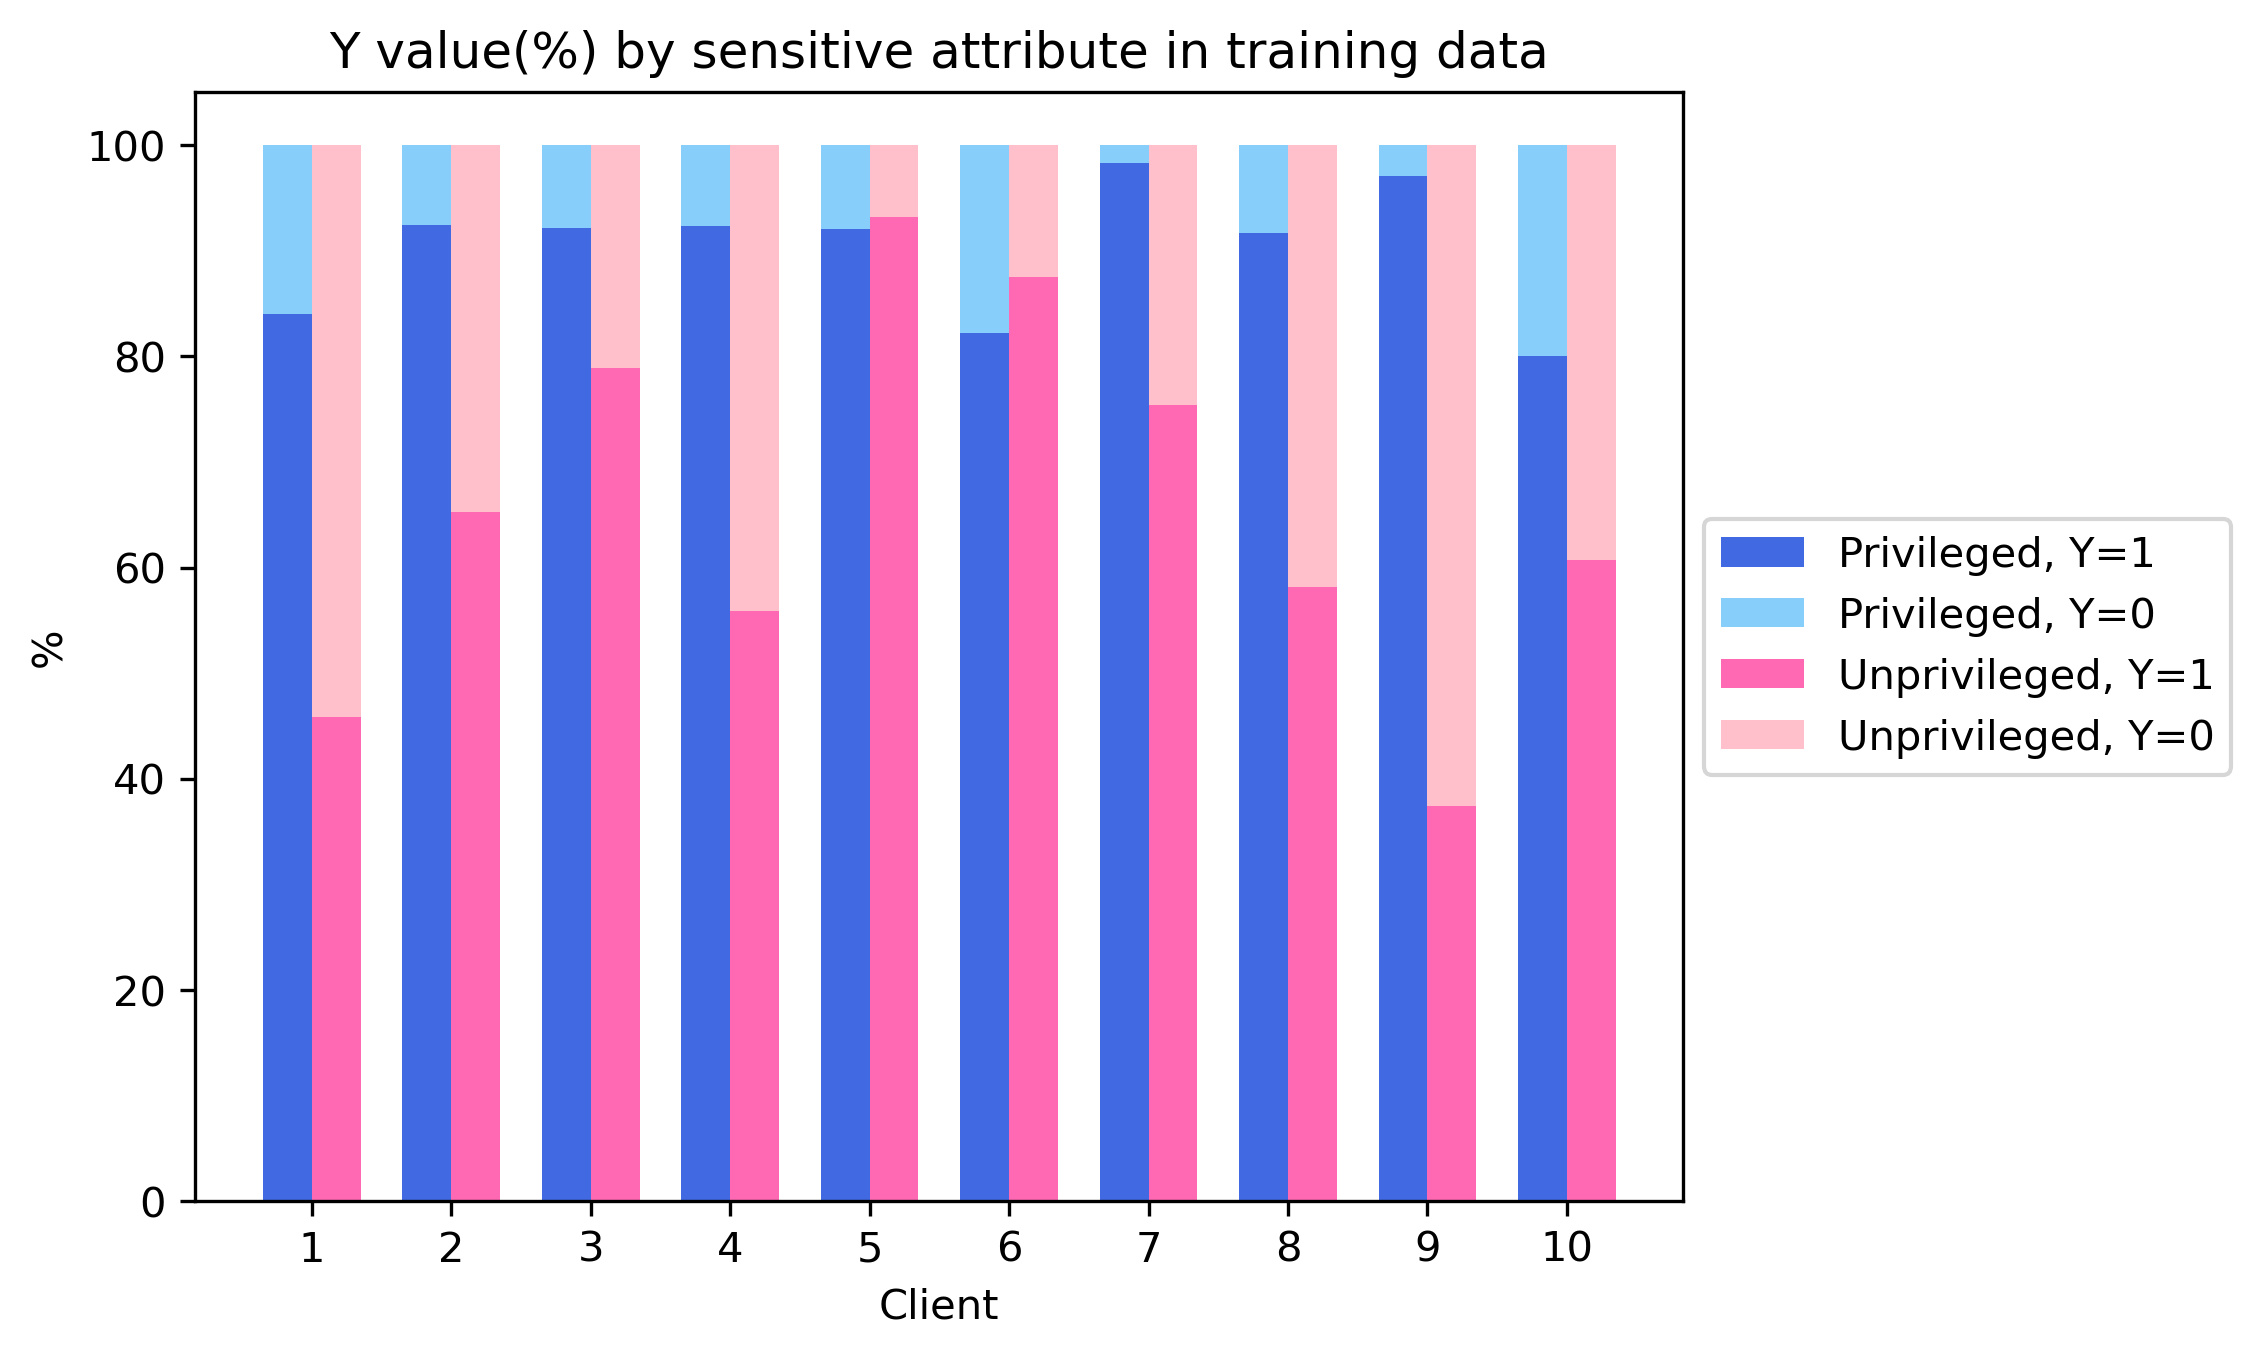 Y value(%) by sensitive attribute in training data
100
80
60
40
20
0
%
1 2 3 4 5 6 7 8 9 10
Client
Privileged, Y=1
Privileged, Y=0
Unprivileged, Y=1
Unprivileged, Y=0